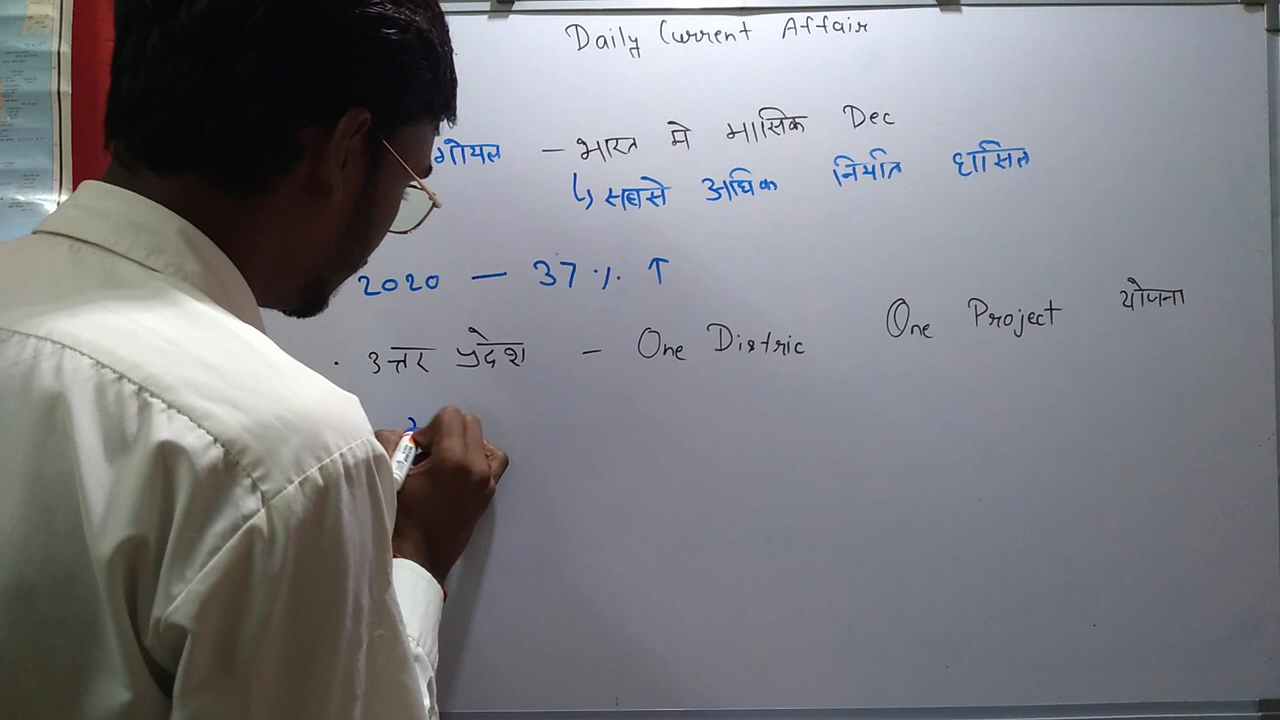 Daily Current Affair
गोयल – भारत मे मासिक Dec
↳ सबसे अधिक निर्यात हासिल
2020 — 37 % ↑
· उत्तर प्रदेश – One Distric One Project योजना